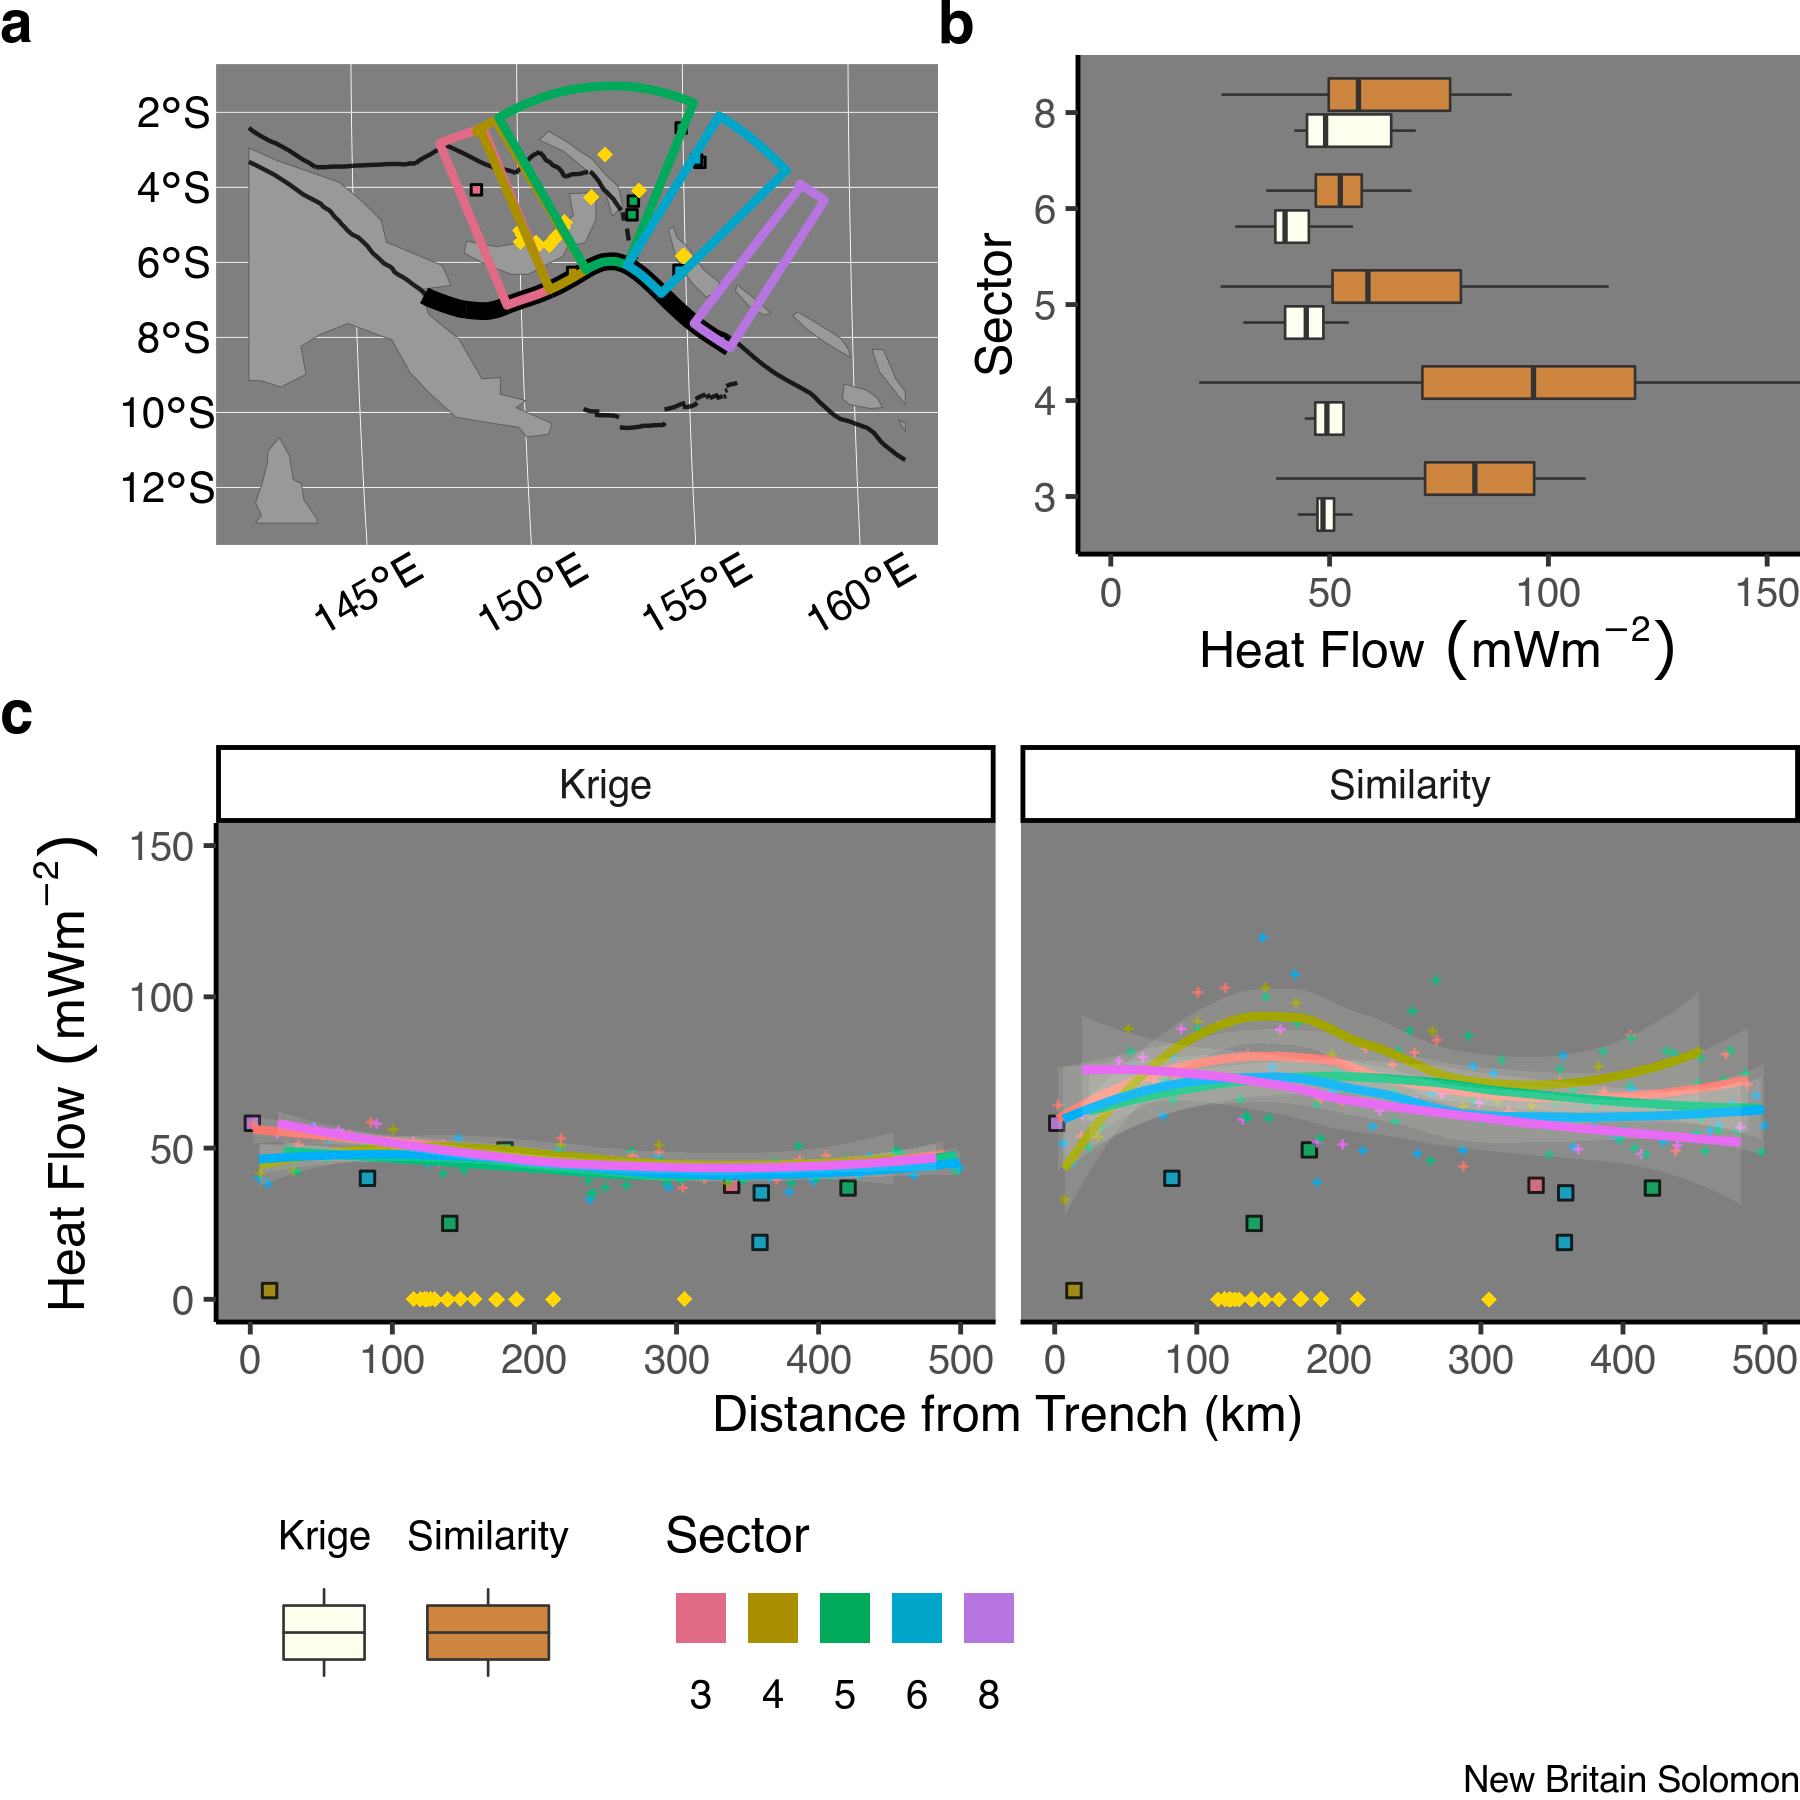 a
2°S
4°S
6°S
8°S
10°S
12°S
145°E
150°E
155°E
160°E
b
Sector
8
6
5
4
3
0
50
100
150
Heat Flow (mWm−2)
c
Krige
Similarity
Heat Flow (mWm−2)
150
100
50
0
0 100 200 300 400 500
0 100 200 300 400 500
Distance from Trench (km)
Krige Similarity
Sector
3 4 5 6 8
New Britain Solomon